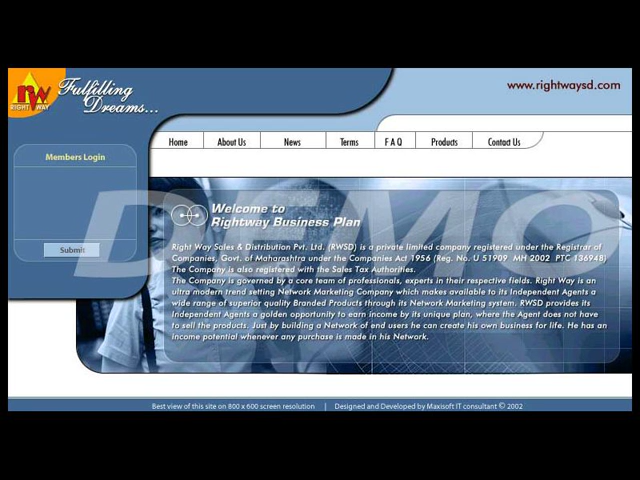 Fulfilling
Dreams...
rw
RIGHT WAY
www.rightwaysd.com
Home About Us News Terms F A Q Products Contact Us
Members Login
Submit
DEMO
Welcome to
Rightway Business Plan
Right Way Sales & Distribution Pvt. Ltd. (RWSD) is a private limited company registered under the Registrar of
Companies, Govt. of Maharashtra under the Companies Act 1956 (Reg. No. U 51909 MH 2002 PTC 136948)
The Company is also registered with the Sales Tax Authorities.
The Company is governed by a core team of professionals, experts in their respective fields. Right Way is an
ultra modern trend setting Network Marketing Company which makes available to its Independent Agents a
wide range of superior quality Branded Products through its Network Marketing system. RWSD provides its
Independent Agents a golden opportunity to earn income by its unique plan, where the Agent does not have
to sell the products. Just by building a Network of end users he can create his own business for life. He has an
income potential whenever any purchase is made in his Network.
Best view of this site on 800 x 600 screen resolution | Designed and Developed by Maxisoft IT consultant © 2002